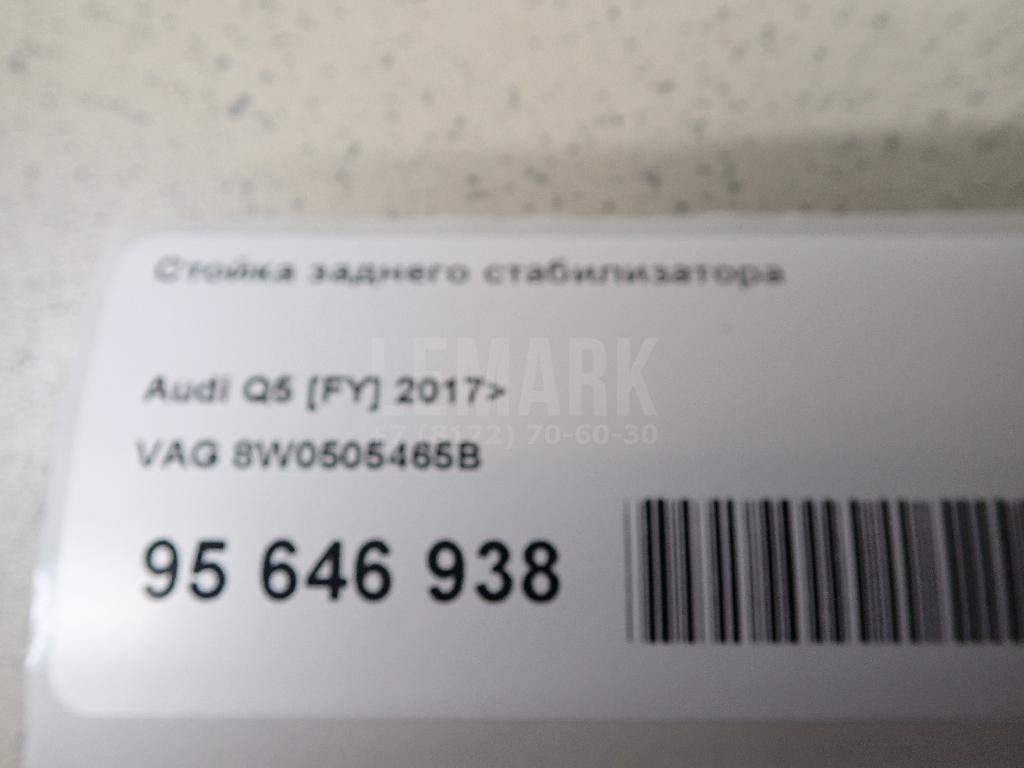 Стойка заднего стабилизатора
LEMARK
Audi Q5 [FY] 2017>
+7 (8172) 70-60-30
VAG 8W0505465B
95 646 938